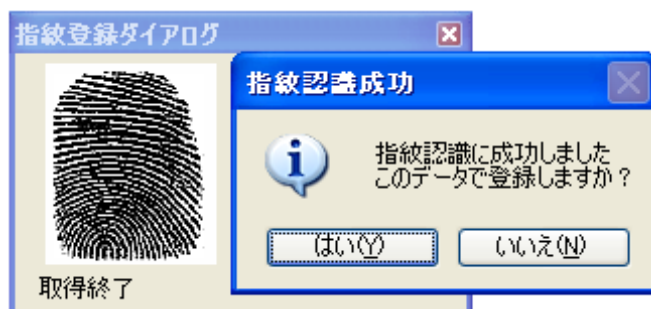 指紋登録ダイアログ
指紋認識成功
指紋認識に成功しました
このデータで登録しますか？
はい(Y)
いいえ(N)
取得終了